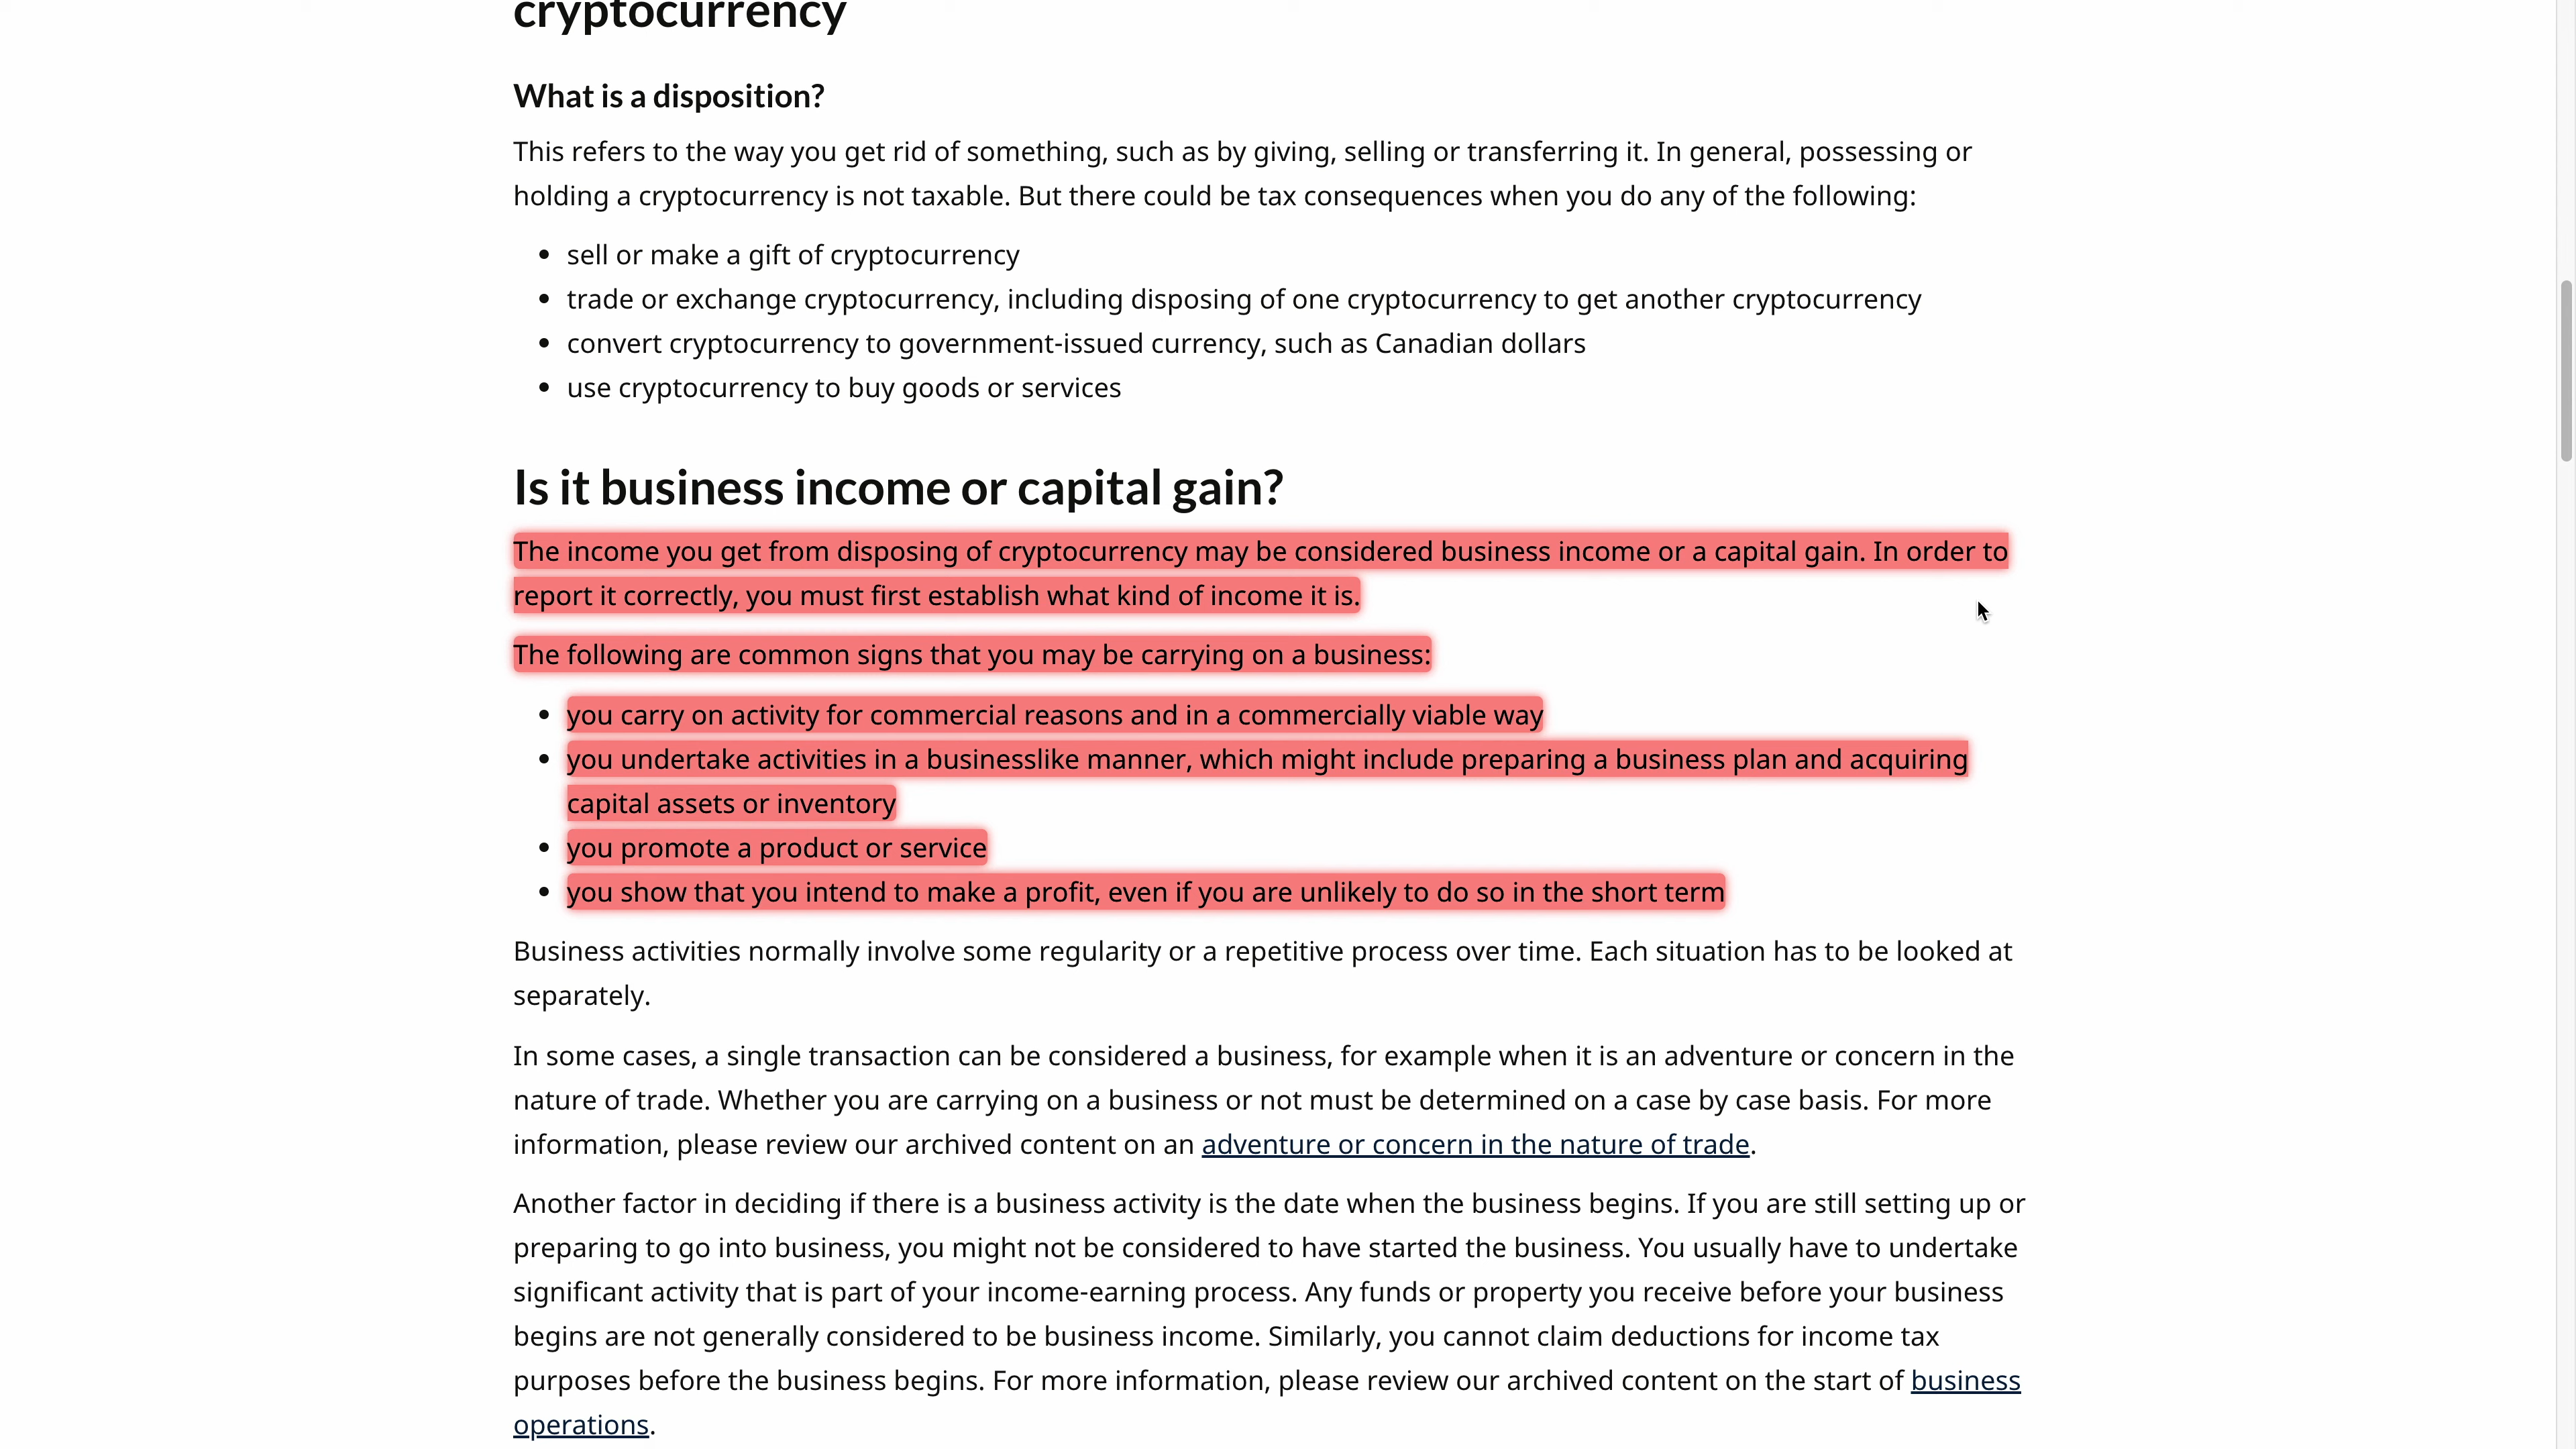 cryptocurrency
What is a disposition?
This refers to the way you get rid of something, such as by giving, selling or transferring it. In general, possessing or
holding a cryptocurrency is not taxable. But there could be tax consequences when you do any of the following:
• sell or make a gift of cryptocurrency
• trade or exchange cryptocurrency, including disposing of one cryptocurrency to get another cryptocurrency
• convert cryptocurrency to government-issued currency, such as Canadian dollars
• use cryptocurrency to buy goods or services
Is it business income or capital gain?
The income you get from disposing of cryptocurrency may be considered business income or a capital gain. In order to
report it correctly, you must first establish what kind of income it is.
The following are common signs that you may be carrying on a business:
• you carry on activity for commercial reasons and in a commercially viable way
• you undertake activities in a businesslike manner, which might include preparing a business plan and acquiring
capital assets or inventory
• you promote a product or service
• you show that you intend to make a profit, even if you are unlikely to do so in the short term
Business activities normally involve some regularity or a repetitive process over time. Each situation has to be looked at
separately.
In some cases, a single transaction can be considered a business, for example when it is an adventure or concern in the
nature of trade. Whether you are carrying on a business or not must be determined on a case by case basis. For more
information, please review our archived content on an adventure or concern in the nature of trade.
Another factor in deciding if there is a business activity is the date when the business begins. If you are still setting up or
preparing to go into business, you might not be considered to have started the business. You usually have to undertake
significant activity that is part of your income-earning process. Any funds or property you receive before your business
begins are not generally considered to be business income. Similarly, you cannot claim deductions for income tax
purposes before the business begins. For more information, please review our archived content on the start of business
operations.